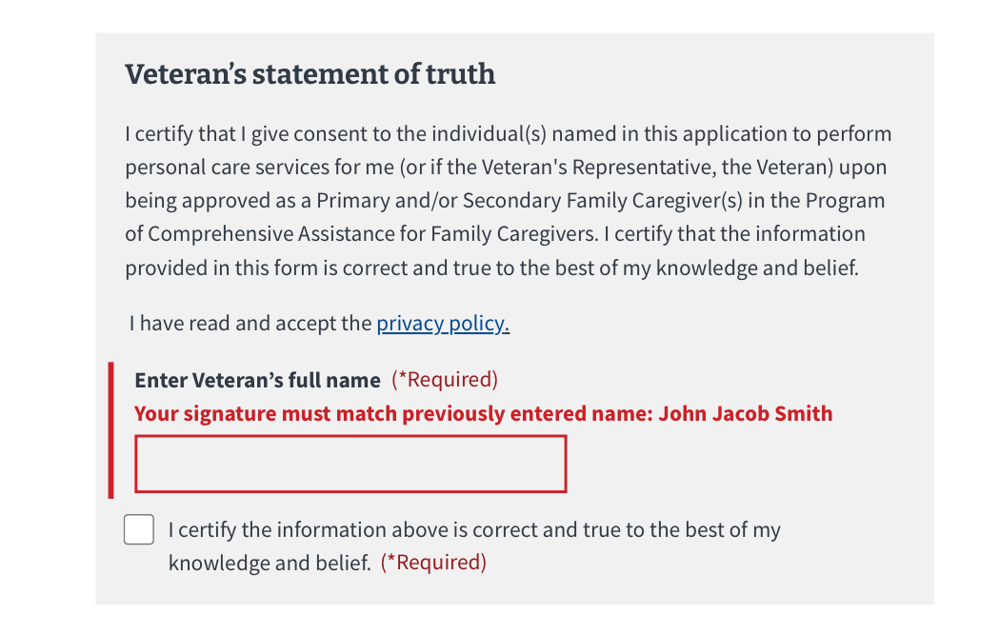 Veteran’s statement of truth
I certify that I give consent to the individual(s) named in this application to perform
personal care services for me (or if the Veteran's Representative, the Veteran) upon
being approved as a Primary and/or Secondary Family Caregiver(s) in the Program
of Comprehensive Assistance for Family Caregivers. I certify that the information
provided in this form is correct and true to the best of my knowledge and belief.
I have read and accept the privacy policy.
Enter Veteran’s full name (*Required)
Your signature must match previously entered name: John Jacob Smith
I certify the information above is correct and true to the best of my
knowledge and belief. (*Required)